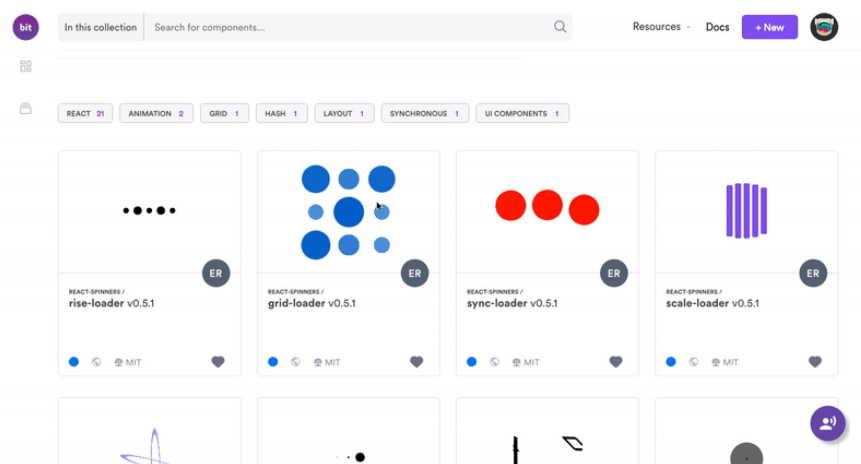 bit
In this collection
Search for components...
Resources
Docs
+ New
REACT 21
ANIMATION 2
GRID 1
HASH 1
LAYOUT 1
SYNCHRONOUS 1
UI COMPONENTS 1
ER
REACT-SPINNERS /
rise-loader v0.5.1
MIT
ER
REACT-SPINNERS /
grid-loader v0.5.1
MIT
ER
REACT-SPINNERS /
sync-loader v0.5.1
MIT
ER
REACT-SPINNERS /
scale-loader v0.5.1
MIT